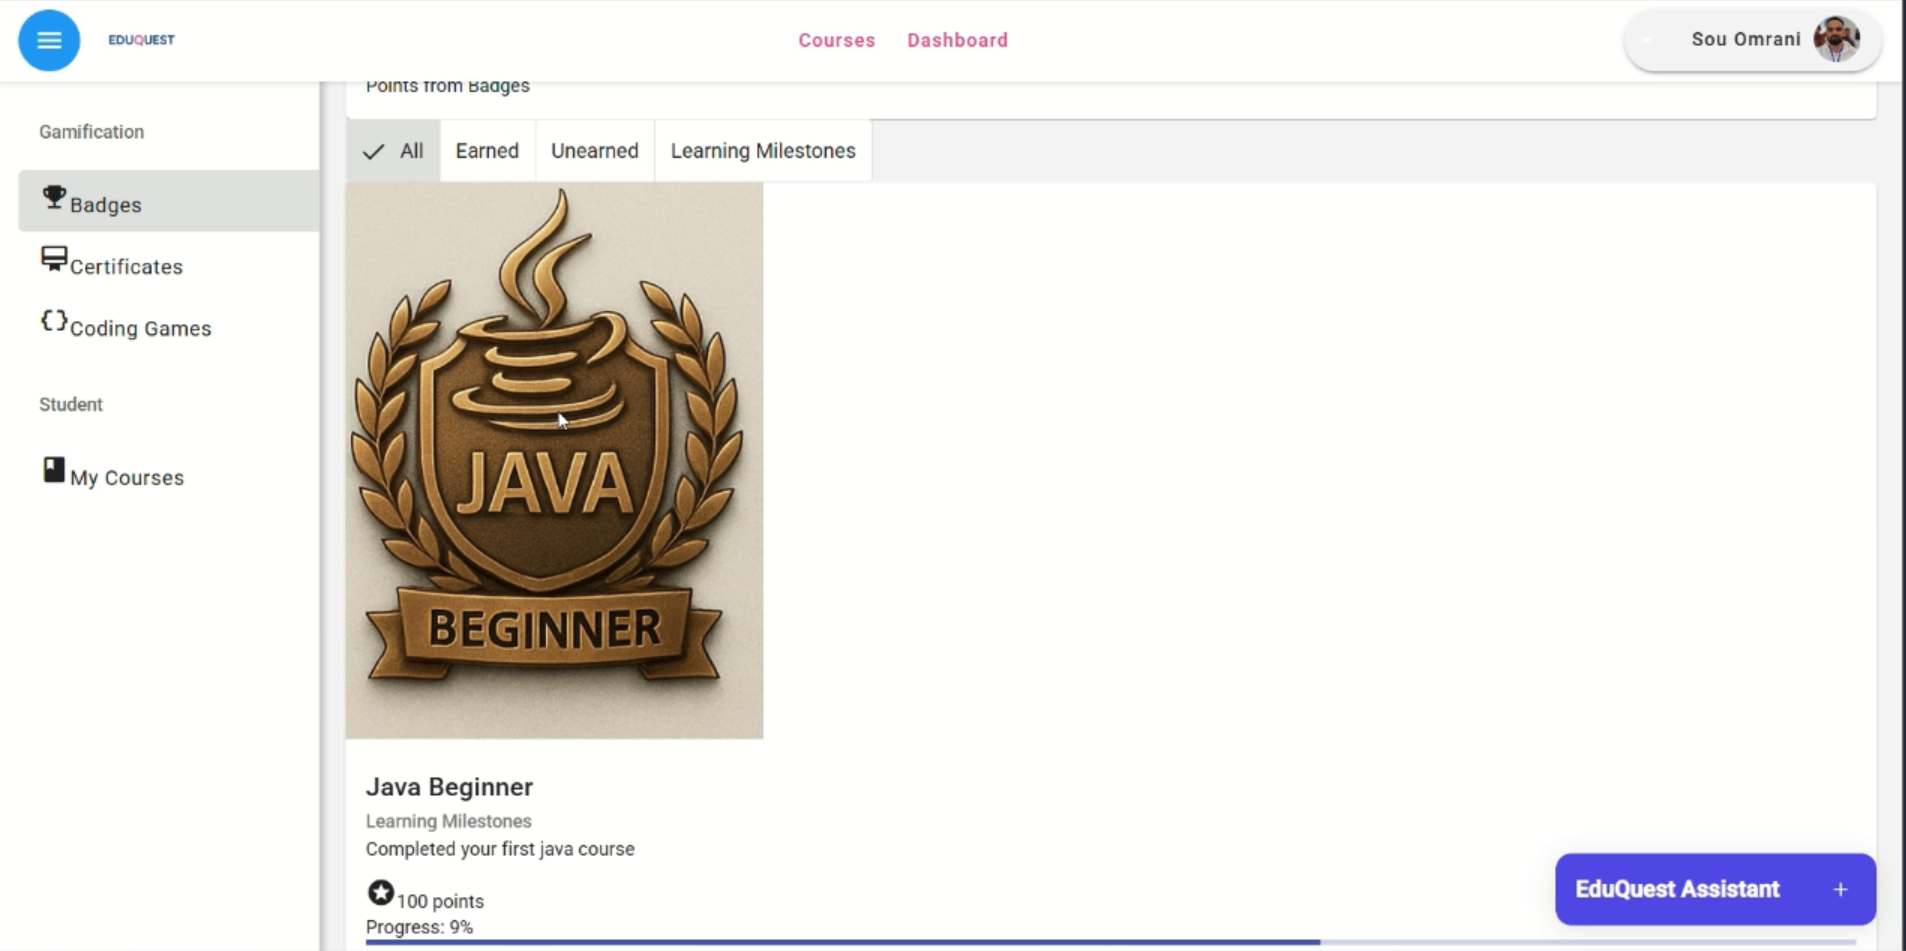 EDUQUEST
Courses Dashboard
Sou Omrani
Points from Badges
Gamification
Badges
Certificates
Coding Games
Student
My Courses
All Earned Unearned Learning Milestones
JAVA
BEGINNER
Java Beginner
Learning Milestones
Completed your first java course
100 points
Progress: 9%
EduQuest Assistant +